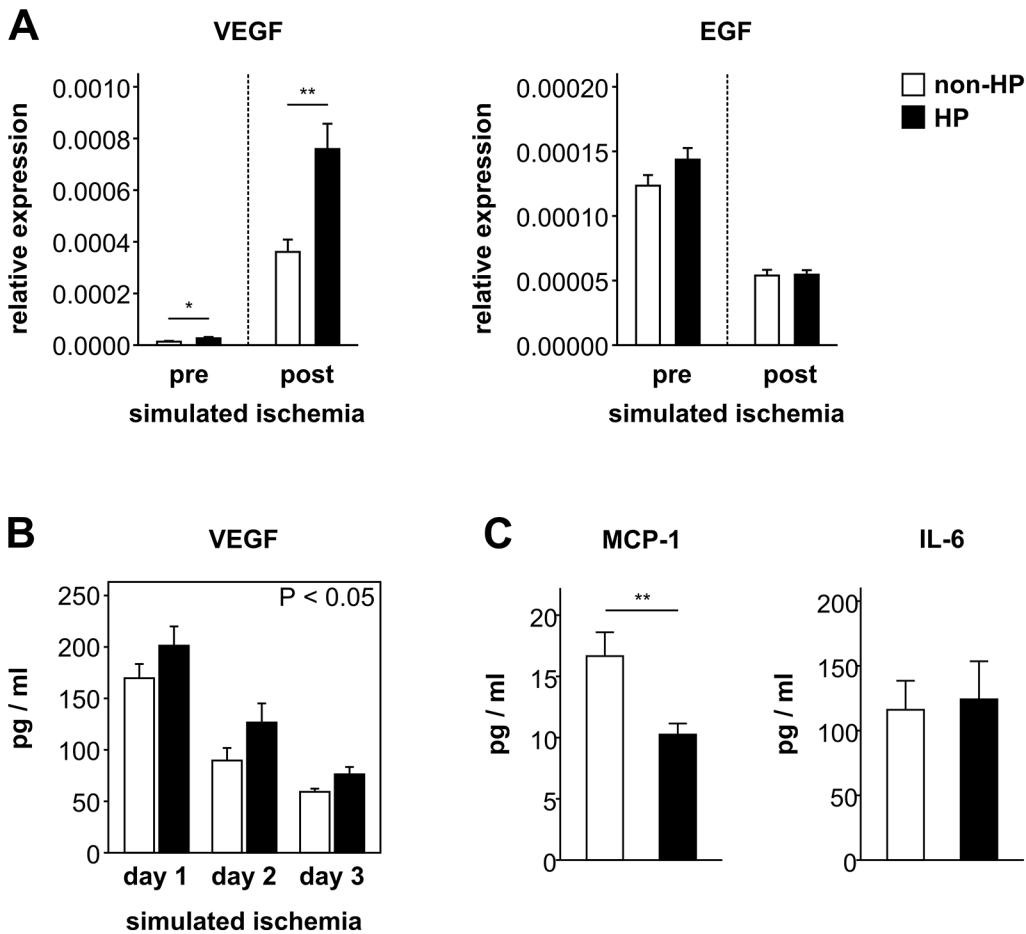 A
VEGF
EGF
non-HP
HP
relative expression
0.0010
0.0008
0.0006
0.0004
0.0002
0.0000
**
*
pre post
simulated ischemia
relative expression
0.00020
0.00015
0.00010
0.00005
0.00000
pre post
simulated ischemia
B
VEGF
P < 0.05
pg / ml
250
200
150
100
50
0
day 1 day 2 day 3
simulated ischemia
C
MCP-1
**
pg / ml
20
15
10
5
0
IL-6
pg / ml
200
150
100
50
0